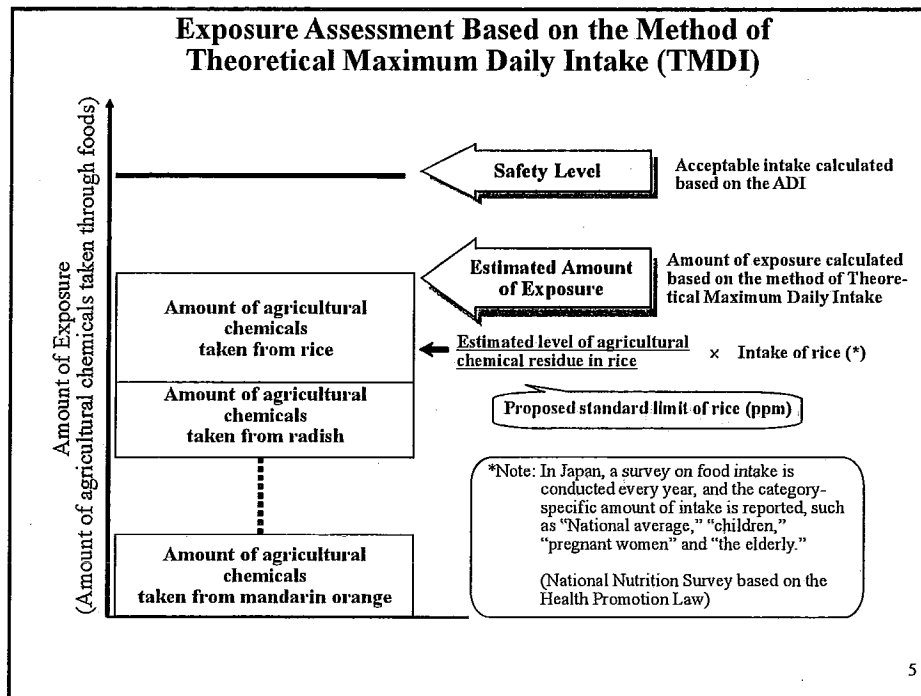 Exposure Assessment Based on the Method of
Theoretical Maximum Daily Intake (TMDI)
Amount of Exposure
(Amount of agricultural chemicals taken through foods)
Safety Level
Acceptable intake calculated
based on the ADI
Estimated Amount
of Exposure
Amount of exposure calculated
based on the method of Theore-
tical Maximum Daily Intake
Amount of agricultural
chemicals
taken from rice
Estimated level of agricultural
chemical residue in rice
× Intake of rice (*)
Proposed standard limit of rice (ppm)
Amount of agricultural
chemicals
taken from radish
Amount of agricultural
chemicals
taken from mandarin orange
*Note: In Japan, a survey on food intake is
conducted every year, and the category-
specific amount of intake is reported, such
as “National average,” “children,”
“pregnant women” and “the elderly.”
(National Nutrition Survey based on the
Health Promotion Law)
5